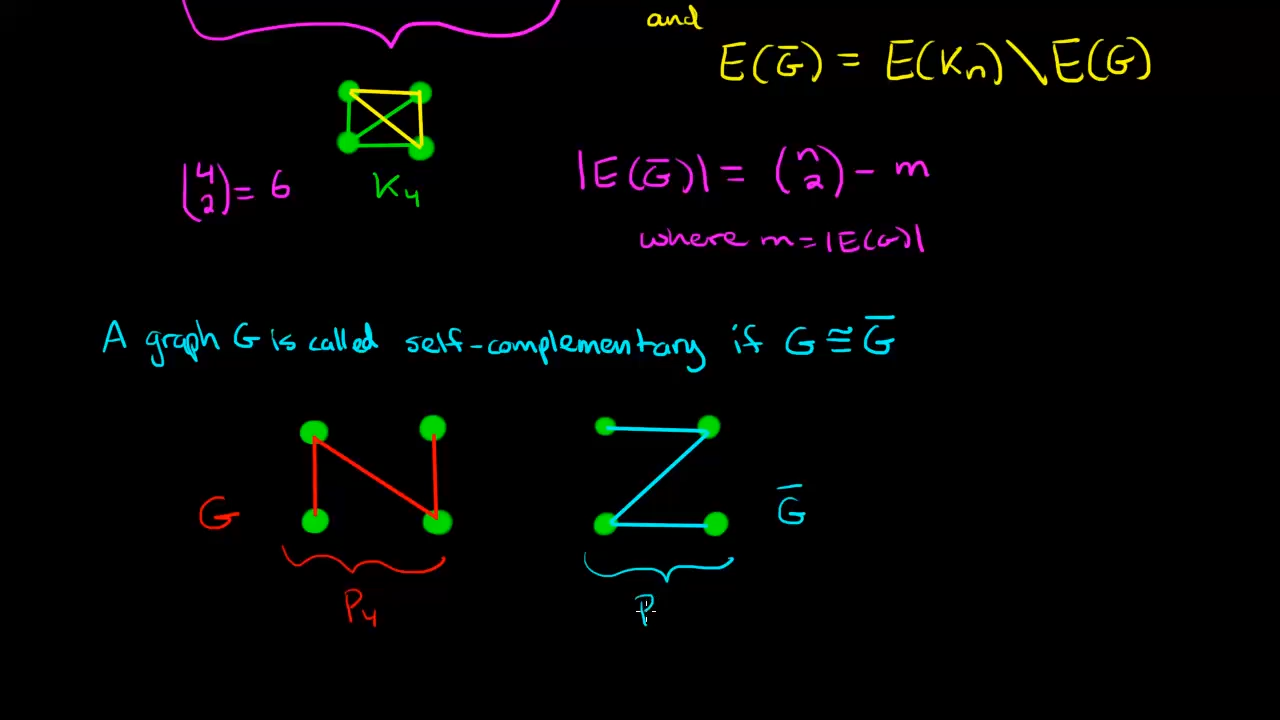 and
E(Ḡ) = E(Kₙ) \ E(G)
(4 2) = 6
K₄
|E(Ḡ)| = (n 2) - m
where m = |E(G)|
A graph G is called self-complementary if G ≅ Ḡ
G
Ḡ
P₄
P